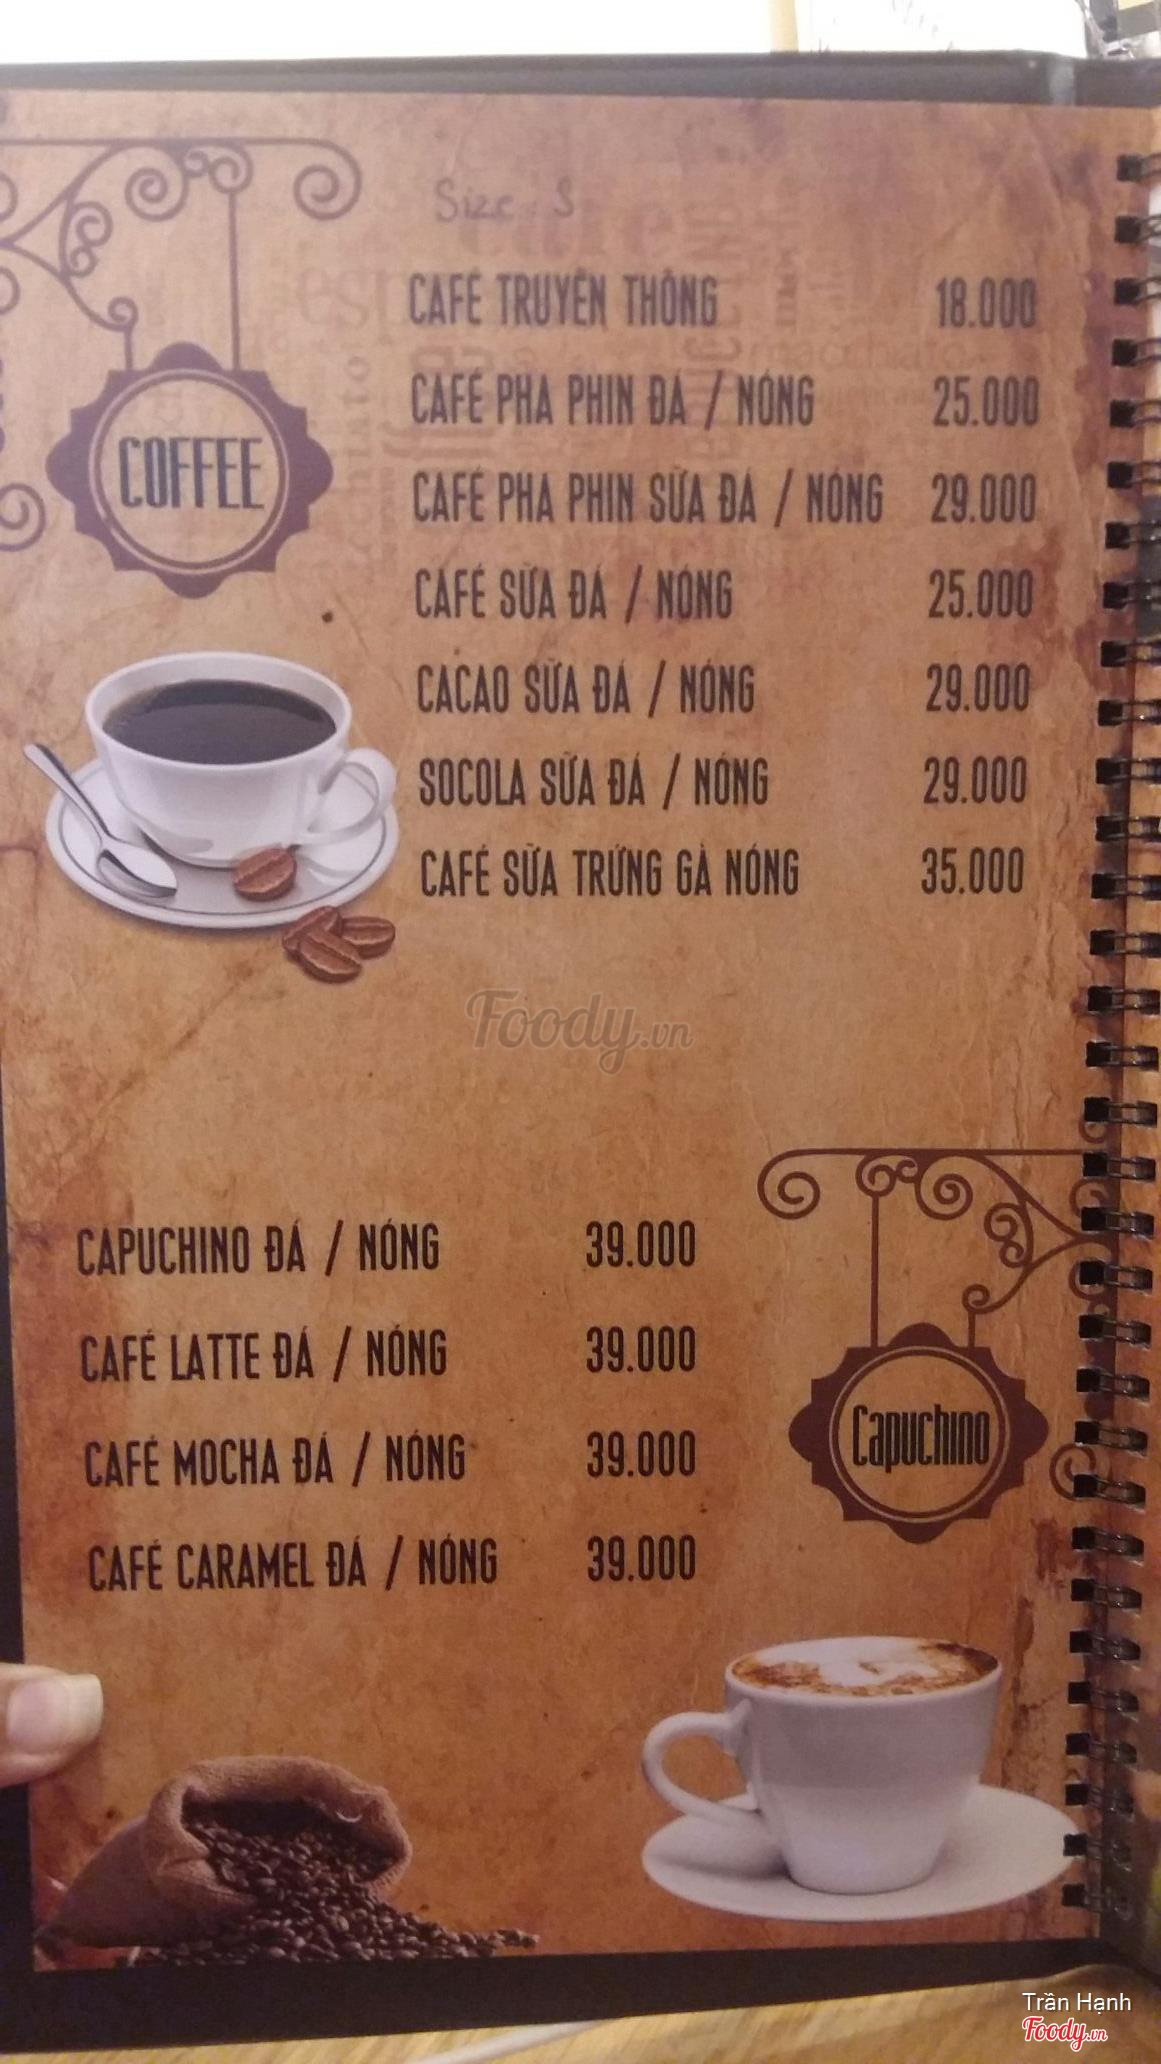 Size : S
CAFÉ TRUYỀN THỐNG 18.000
CAFÉ PHA PHIN ĐÁ / NÓNG 25.000
CAFÉ PHA PHIN SỮA ĐÁ / NÓNG 29.000
COFFEE
CAFÉ SỮA ĐÁ / NÓNG 25.000
CACAO SỮA ĐÁ / NÓNG 29.000
SOCOLA SỮA ĐÁ / NÓNG 29.000
CAFÉ SỮA TRỨNG GÀ NÓNG 35.000
Foody.vn
CAPUCHINO ĐÁ / NÓNG 39.000
CAFÉ LATTE ĐÁ / NÓNG 39.000
CAFÉ MOCHA ĐÁ / NÓNG 39.000
CAFÉ CARAMEL ĐÁ / NÓNG 39.000
Capuchino
Trần Hạnh
Foody.vn